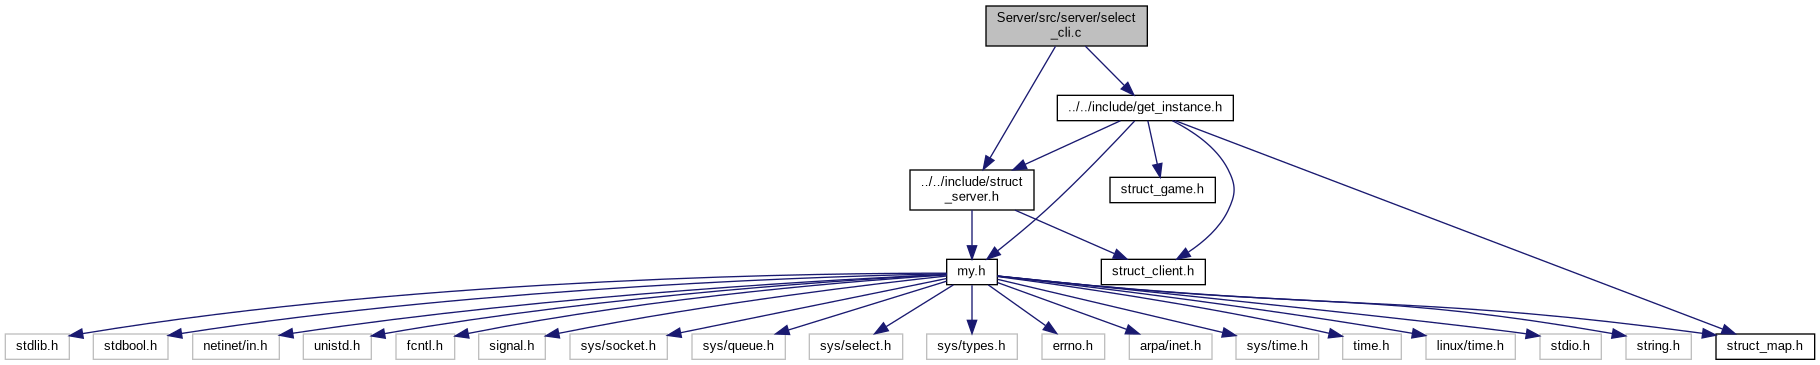 Server/src/server/select
_cli.c
../../include/get_instance.h
../../include/struct
_server.h
struct_game.h
my.h
struct_client.h
stdlib.h
stdbool.h
netinet/in.h
unistd.h
fcntl.h
signal.h
sys/socket.h
sys/queue.h
sys/select.h
sys/types.h
errno.h
arpa/inet.h
sys/time.h
time.h
linux/time.h
stdio.h
string.h
struct_map.h